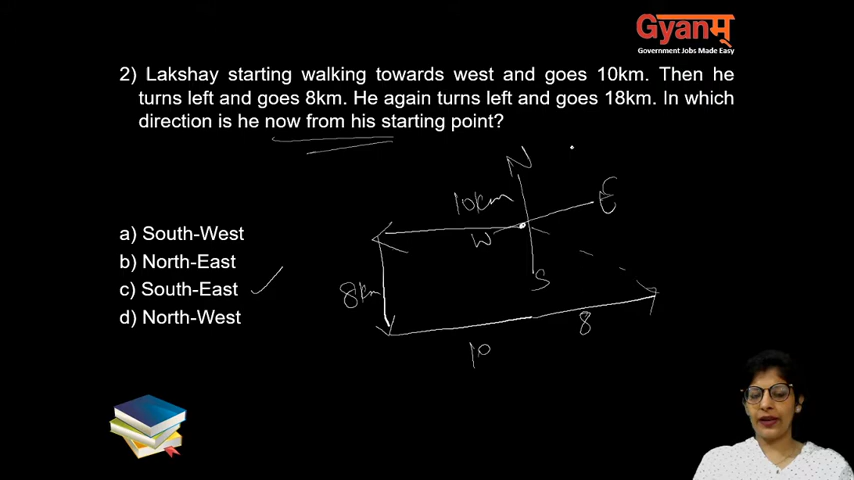 Gyanम्
Government Jobs Made Easy
2) Lakshay starting walking towards west and goes 10km. Then he
turns left and goes 8km. He again turns left and goes 18km. In which
direction is he now from his starting point?
N
10km
E
W
a) South-West
b) North-East
S
c) South-East
8km
d) North-West
8
10